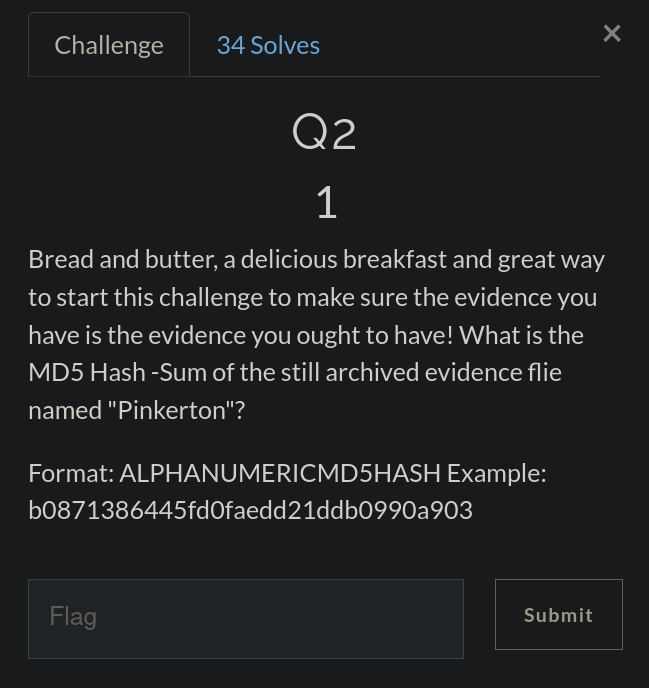 Challenge
34 Solves
×
Q2
1
Bread and butter, a delicious breakfast and great way
to start this challenge to make sure the evidence you
have is the evidence you ought to have! What is the
MD5 Hash -Sum of the still archived evidence flie
named "Pinkerton"?
Format: ALPHANUMERICMD5HASH Example:
b0871386445fd0faedd21ddb0990a903
Flag
Submit